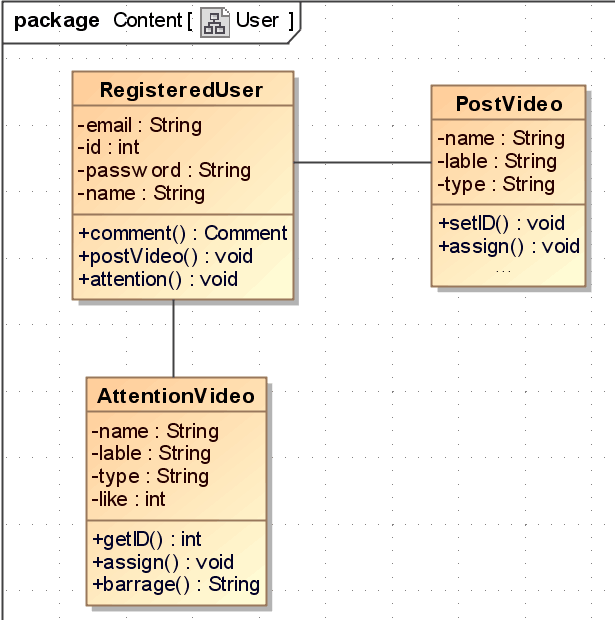 package Content [ User ]
RegisteredUser
-email : String
-id : int
-password : String
-name : String
+comment() : Comment
+postVideo() : void
+attention() : void
PostVideo
-name : String
-lable : String
-type : String
+setID() : void
+assign() : void
...
AttentionVideo
-name : String
-lable : String
-type : String
-like : int
+getID() : int
+assign() : void
+barrage() : String